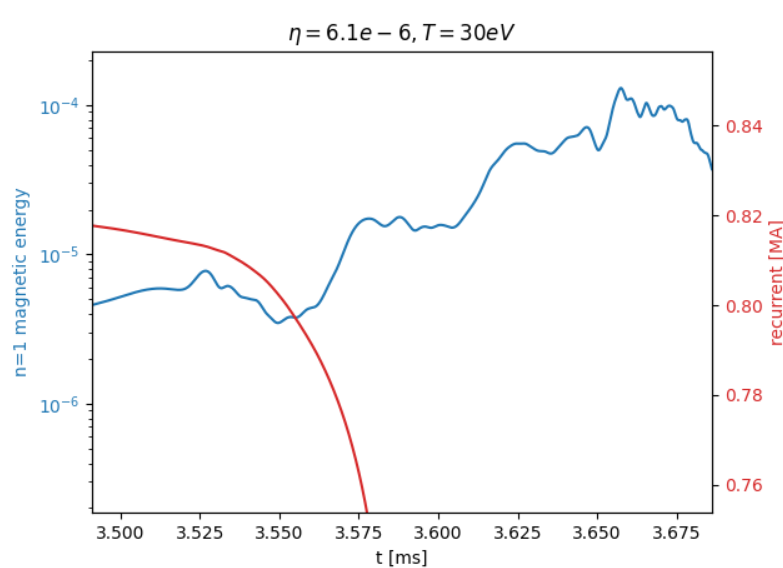 η = 6.1e − 6, T = 30eV
10⁻⁴
10⁻⁵
10⁻⁶
n=1 magnetic energy
0.84
0.82
0.80
0.78
0.76
recurrent [MA]
3.500 3.525 3.550 3.575 3.600 3.625 3.650 3.675
t [ms]